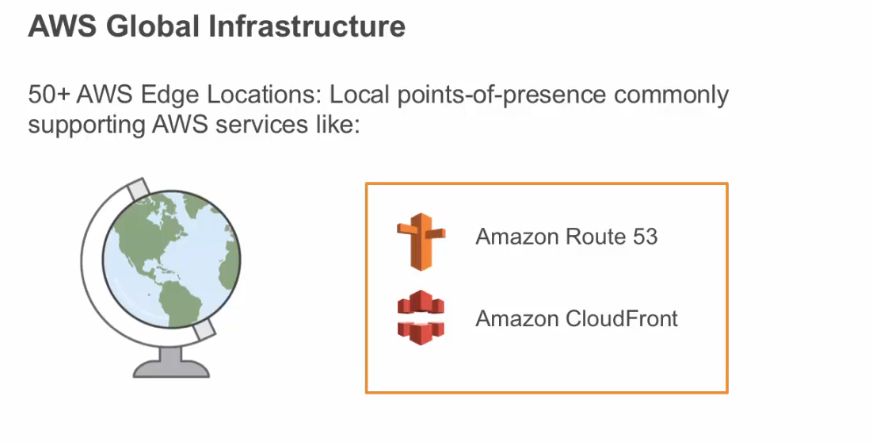 AWS Global Infrastructure
50+ AWS Edge Locations: Local points-of-presence commonly
supporting AWS services like:
Amazon Route 53
Amazon CloudFront